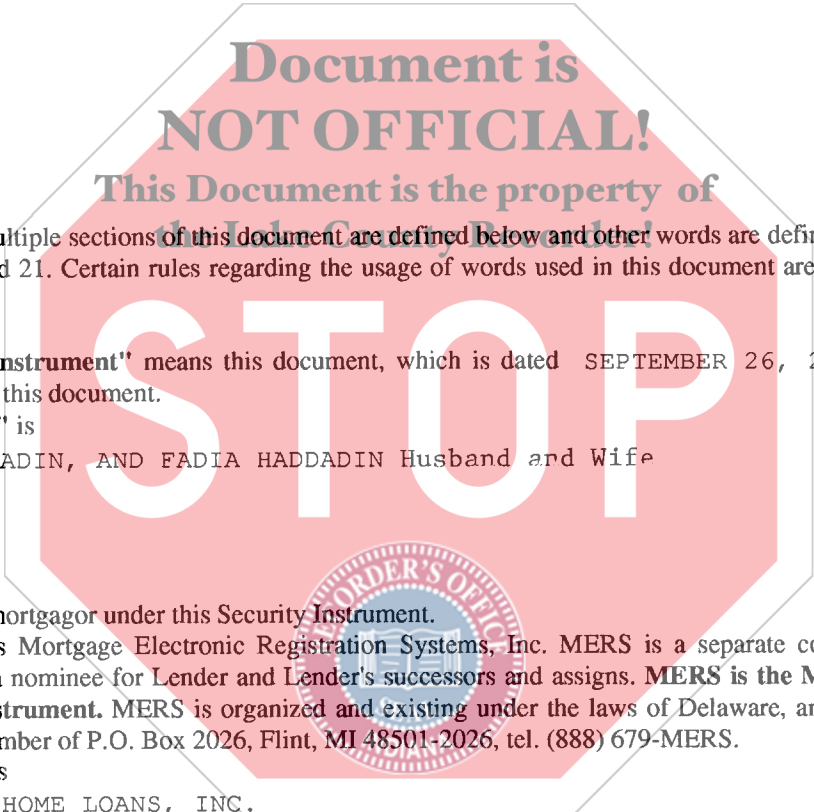 Document is
NOT OFFICIAL!
This Document is the property of
the Lake County Recorder!
ultiple sections of this document are defined below and other words are defin
d 21. Certain rules regarding the usage of words used in this document are
STOP
nstrument" means this document, which is dated SEPTEMBER 26, 2
this document.
" is
ADIN, AND FADIA HADDADIN Husband and Wife
RECORDER'S OFFICE
nortgagor under this Security Instrument.
s Mortgage Electronic Registration Systems, Inc. MERS is a separate co
a nominee for Lender and Lender's successors and assigns. MERS is the M
strument. MERS is organized and existing under the laws of Delaware, an
mber of P.O. Box 2026, Flint, MI 48501-2026, tel. (888) 679-MERS.
s
HOME LOANS, INC.